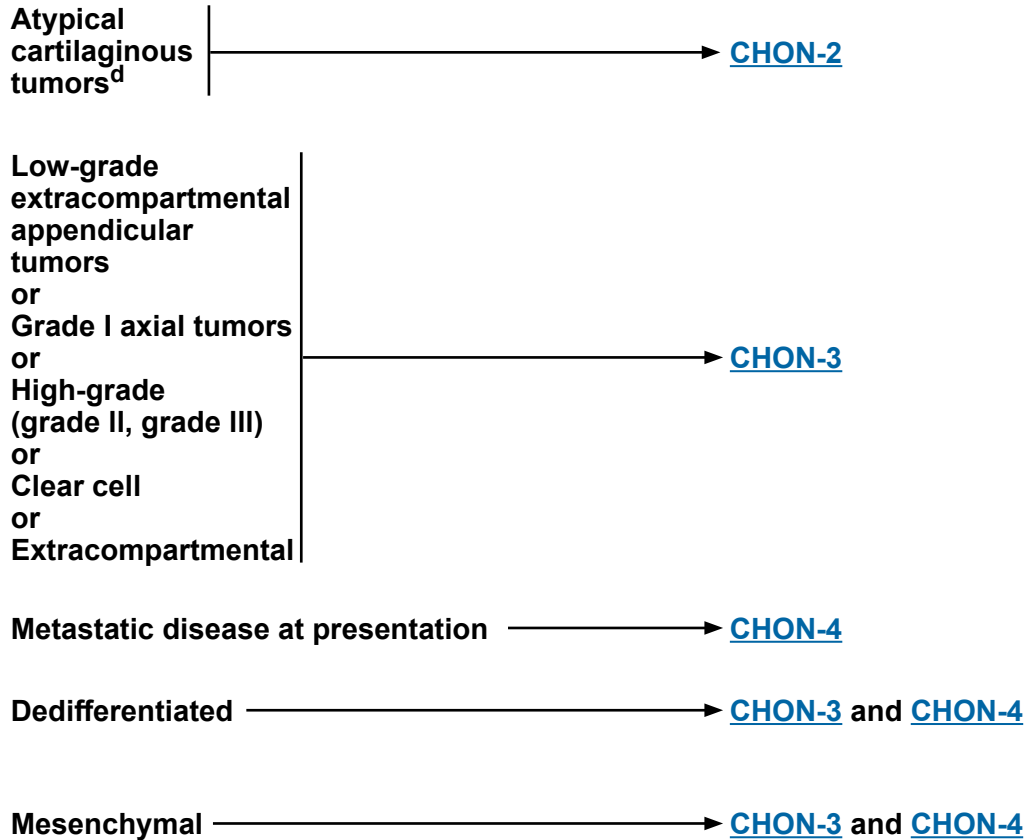 Atypical
cartilaginous
tumorsd
CHON-2
Low-grade
extracompartmental
appendicular
tumors
or
Grade I axial tumors
or
High-grade
(grade II, grade III)
or
Clear cell
or
Extracompartmental
CHON-3
Metastatic disease at presentation CHON-4
Dedifferentiated CHON-3 and CHON-4
Mesenchymal CHON-3 and CHON-4